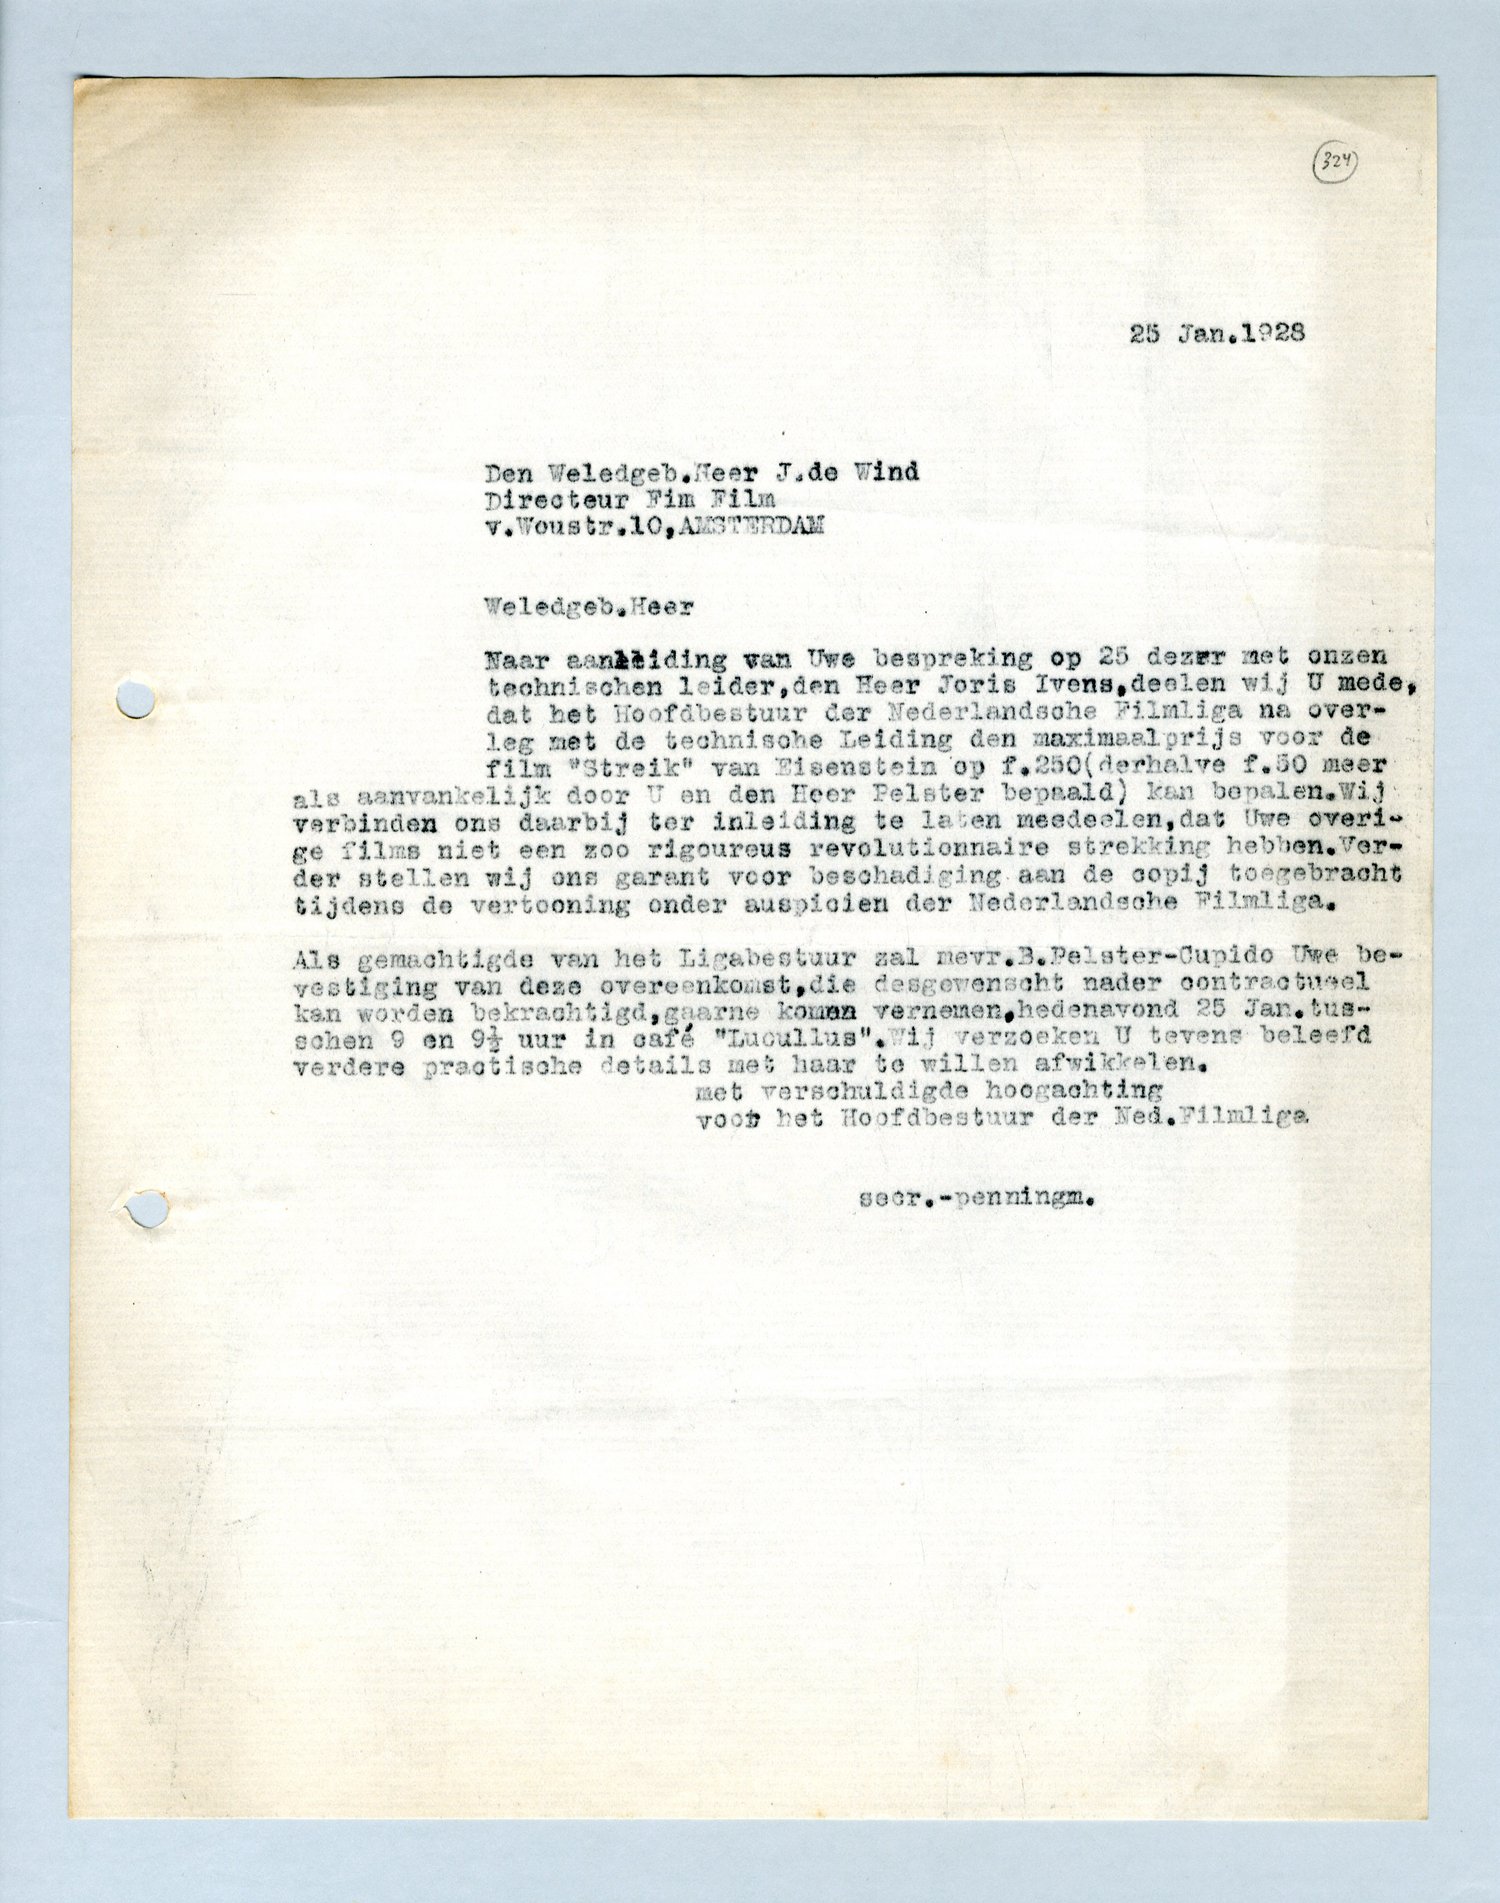 324
25 Jan.1928
Den Weledgeb.Heer J.de Wind
Directeur Fim Film
v.Woustr.10,AMSTERDAM
Weledgeb.Heer
Naar aanleiding van Uwe bespreking op 25 dezer met onzen
technischen leider,den Heer Joris Ivens,deelen wij U mede,
dat het Hoofdbestuur der Nederlandsche Filmliga na over-
leg met de technische Leiding den maximaalprijs voor de
film "Streik" van Eisenstein op f.250(derhalve f.50 meer
als aanvankelijk door U en den Heer Pelster bepaald) kan bepalen.Wij
verbinden ons daarbij ter inleiding te laten meedeelen,dat Uwe overi-
ge films niet een zoo rigoureus revolutionnaire strekking hebben.Ver-
der stellen wij ons garant voor beschadiging aan de copij toegebracht
tijdens de vertooning onder auspicien der Nederlandsche Filmliga.
Als gemachtigde van het Ligabestuur zal mevr.B.Pelster-Cupido Uwe be-
vestiging van deze overeenkomst,die desgewenscht nader contractueel
kan worden bekrachtigd,gaarne komen vernemen,hedenavond 25 Jan.tus-
schen 9 en 9½ uur in café "Lucullus".Wij verzoeken U tevens beleefd
verdere practische details met haar te willen afwikkelen.
met verschuldigde hoogachting
voor het Hoofdbestuur der Ned.Filmliga
secr.-penningm.